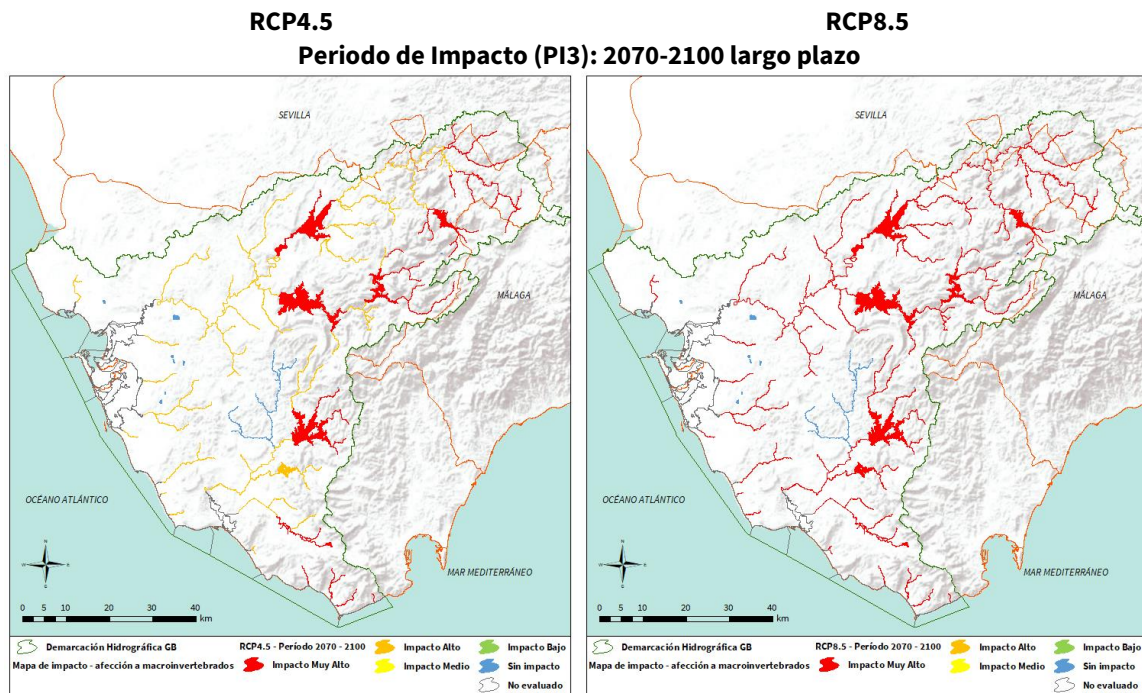 RCP4.5
RCP8.5
Periodo de Impacto (PI3): 2070-2100 largo plazo
SEVILLA
MÁLAGA
OCÉANO ATLÁNTICO
MAR MEDITERRÁNEO
N
W
E
S
0 5 10 20 30 40
km
Demarcación Hidrográfica GB
Mapa de impacto - afección a macroinvertebrados
RCP4.5 - Período 2070 - 2100
Impacto Muy Alto
Impacto Alto
Impacto Medio
Impacto Bajo
Sin impacto
No evaluado
SEVILLA
MÁLAGA
OCÉANO ATLÁNTICO
MAR MEDITERRÁNEO
N
W
E
S
0 5 10 20 30 40
km
Demarcación Hidrográfica GB
Mapa de impacto - afección a macroinvertebrados
RCP8.5 - Período 2070 - 2100
Impacto Muy Alto
Impacto Alto
Impacto Medio
Impacto Bajo
Sin impacto
No evaluado